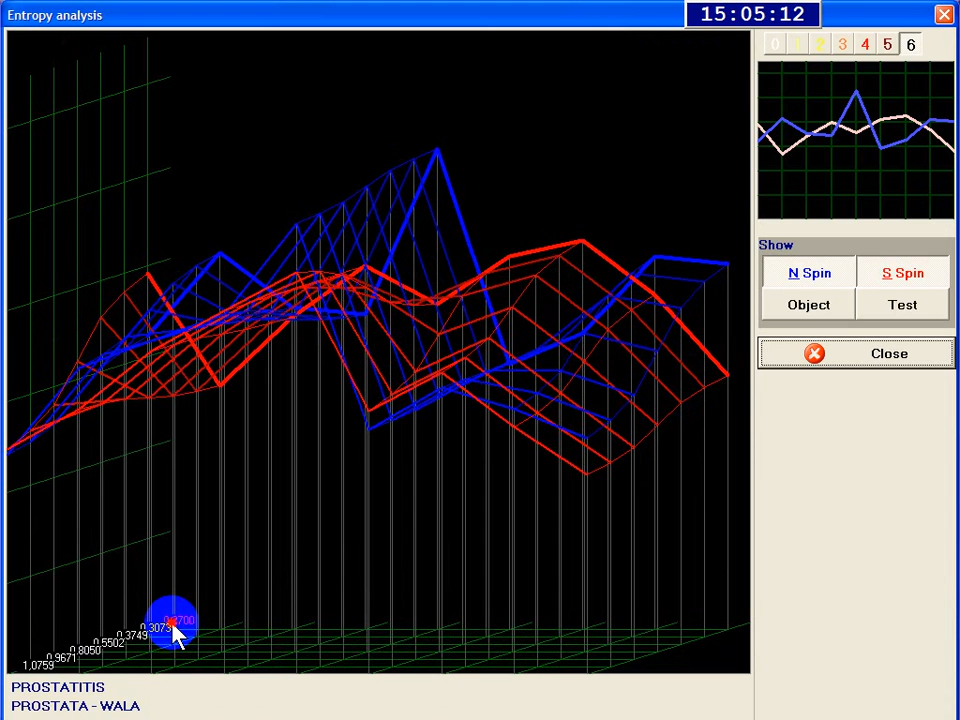 Entropy analysis
15:05:12
0 1 2 3 4 5 6
Show
N Spin
S Spin
Object
Test
Close
0.3073
0.3749
0.5502
0.8050
0.9671
1.0759
PROSTATITIS
PROSTATA - WALA